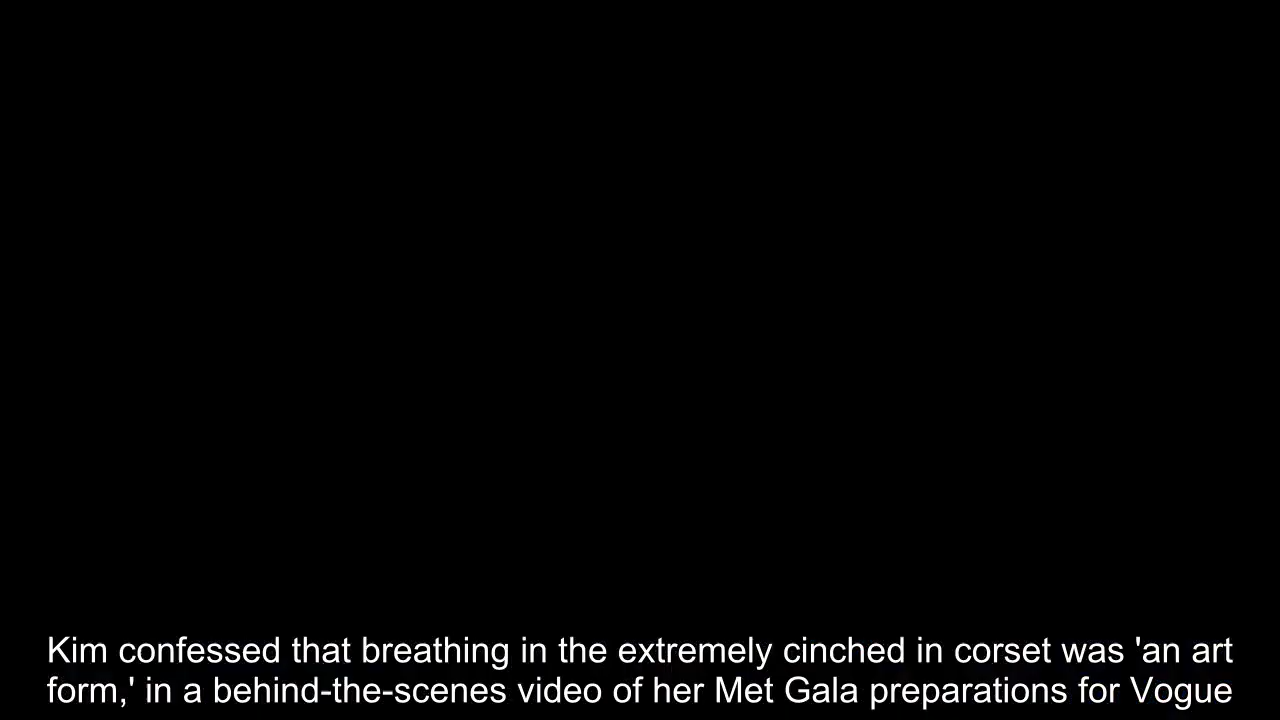 Kim confessed that breathing in the extremely cinched in corset was 'an art
form,' in a behind-the-scenes video of her Met Gala preparations for Vogue